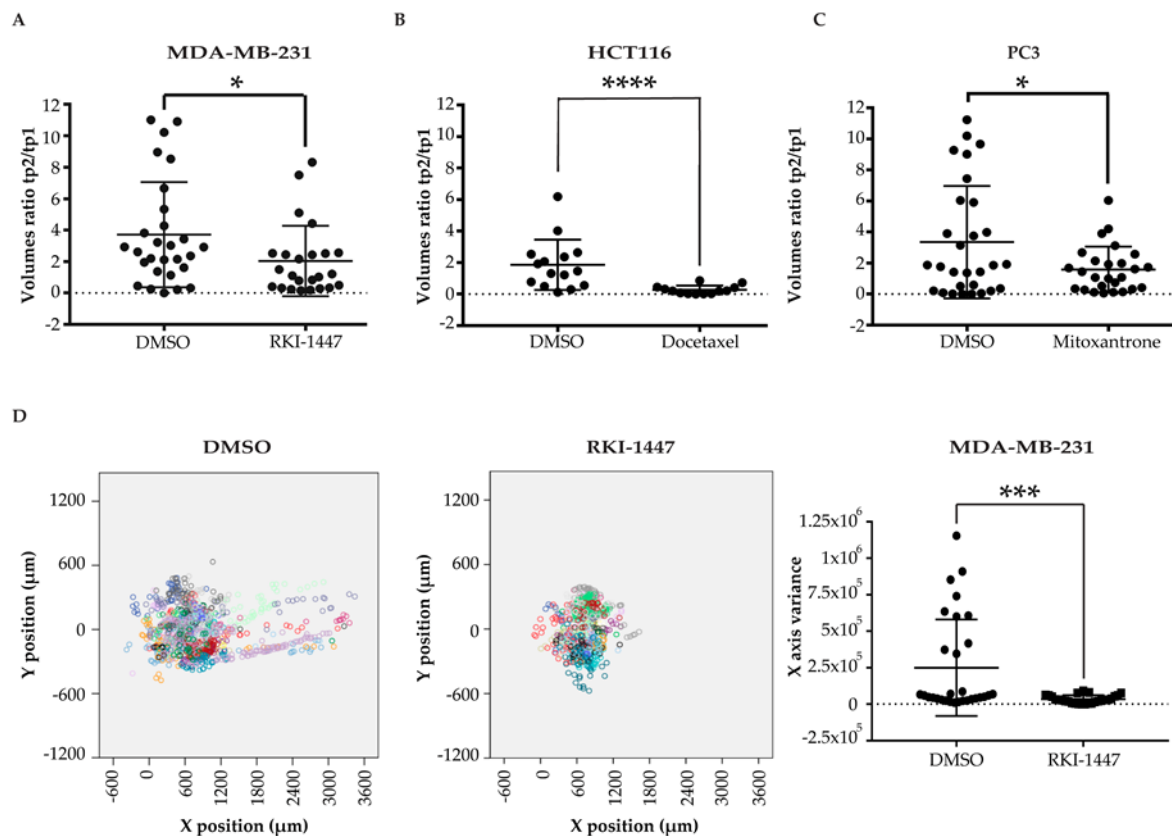 A
MDA-MB-231
*
Volumes ratio tp2/tp1
12
10
8
6
4
2
0
-2
DMSO
RKI-1447
B
HCT116
****
Volumes ratio tp2/tp1
12
10
8
6
4
2
0
-2
DMSO
Docetaxel
C
PC3
*
Volumes ratio tp2/tp1
12
10
8
6
4
2
0
-2
DMSO
Mitoxantrone
D
DMSO
Y position (µm)
1200
600
0
-600
-1200
-600
0
600
1200
1800
2400
3000
3600
X position (µm)
RKI-1447
Y position (µm)
1200
600
0
-600
-1200
-600
0
600
1200
1800
2400
3000
3600
X position (µm)
MDA-MB-231
***
X axis variance
1.25x10⁶
1.0x10⁶
7.5x10⁵
5.0x10⁵
2.5x10⁵
0
-2.5x10⁵
DMSO
RKI-1447